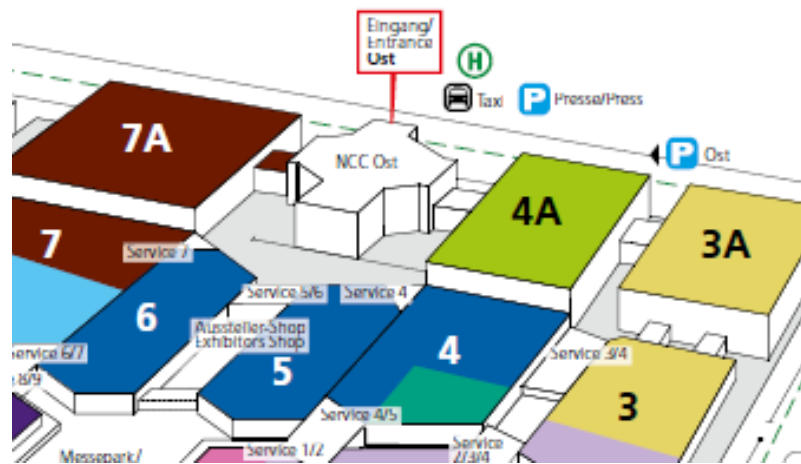 Eingang/
Entrance
Ost
H
Taxi
P
Presse/Press
7A
NCC Ost
P
Ost
4A
3A
7
Service 7
Service 5/6
Service 4
6
Aussteller-Shop
Exhibitors Shop
4
Service 3/4
Service 6/7
5
8/9
3
Service 4/5
Messepark/
Service 1/2
Service
2/3/4